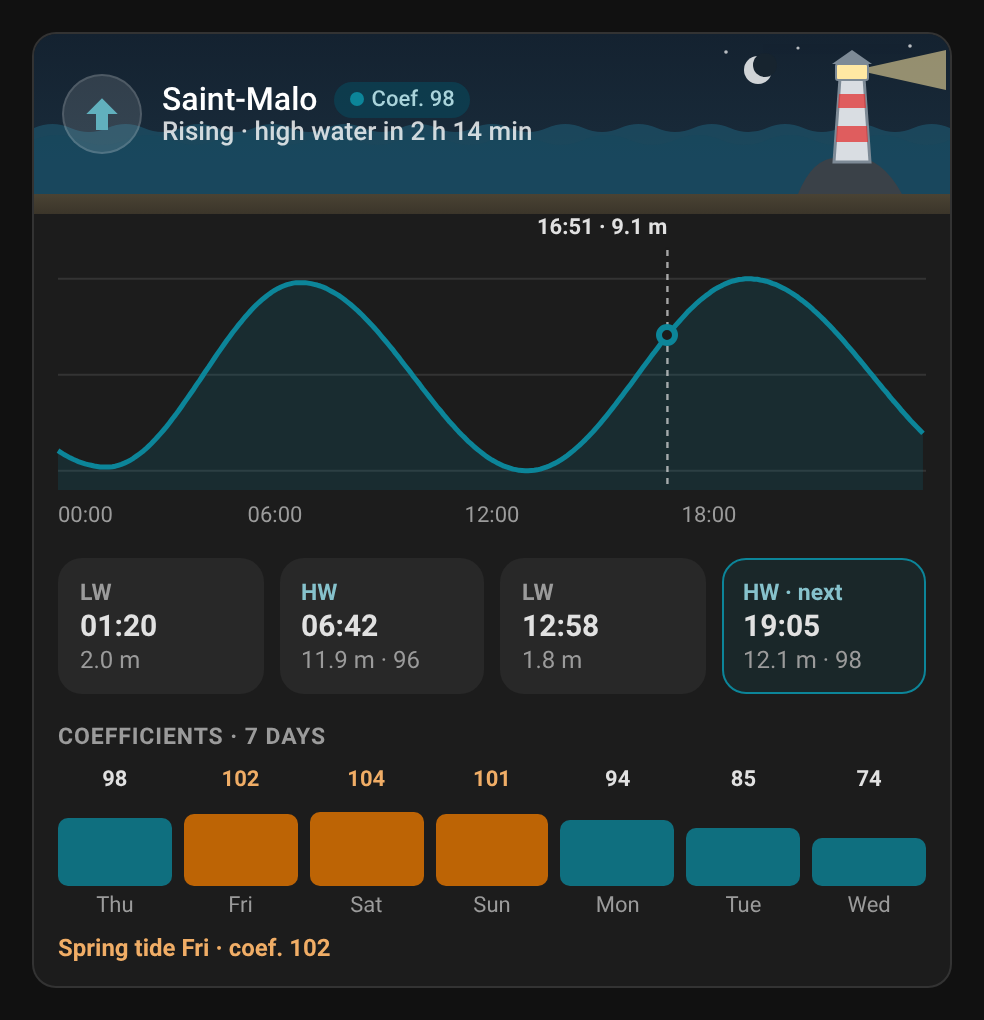 Saint-Malo
Coef. 98
Rising · high water in 2 h 14 min
16:51 · 9.1 m
00:00 06:00 12:00 18:00
LW
01:20
2.0 m
HW
06:42
11.9 m · 96
LW
12:58
1.8 m
HW · next
19:05
12.1 m · 98
COEFFICIENTS · 7 DAYS
98 102 104 101 94 85 74
Thu Fri Sat Sun Mon Tue Wed
Spring tide Fri · coef. 102